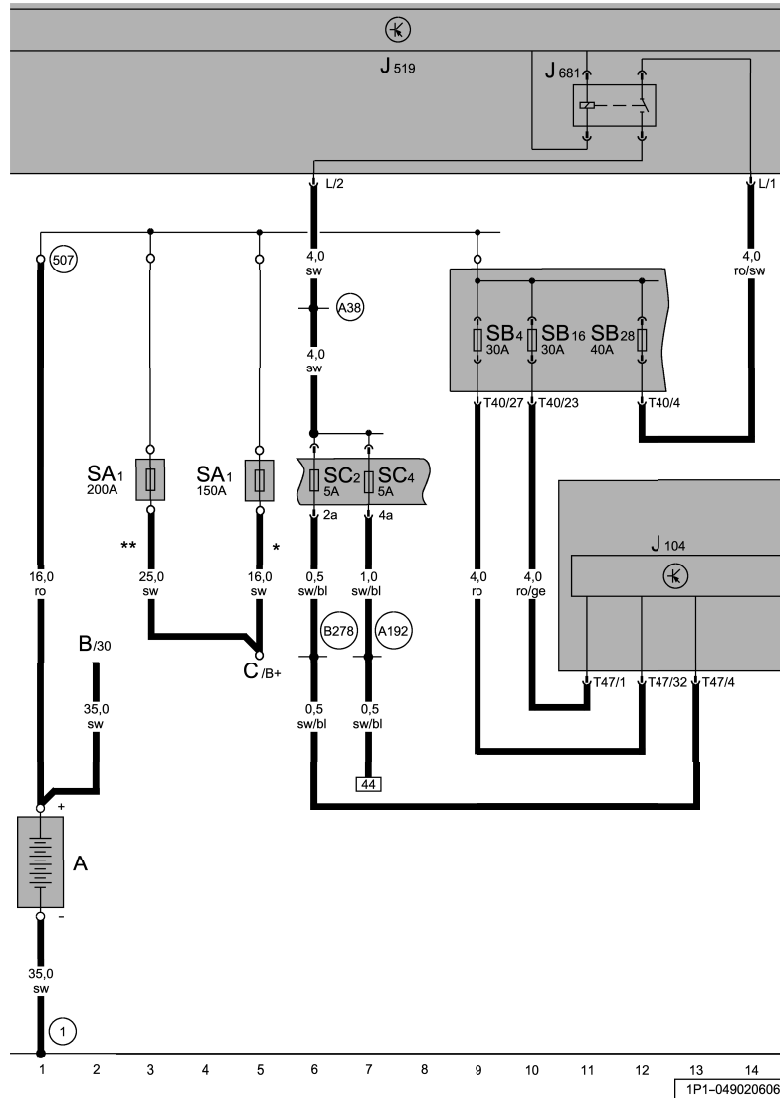 J 519
J 681
L/2
L/1
507
4,0
sw
4,0
ro/sw
A38
4,0
sw
SB4
30A
SB16
30A
SB28
40A
T40/27
T40/23
T40/4
SA1
200A
SA1
150A
SC2
5A
SC4
5A
2a
4a
**
*
J 104
16,0
ro
25,0
sw
16,0
sw
0,5
sw/bl
1,0
sw/bl
4,0
ro
4,0
ro/ge
B278
A192
B/30
C/B+
T47/1
T47/32
T47/4
35,0
sw
0,5
sw/bl
0,5
sw/bl
44
+
A
-
35,0
sw
1
1 2 3 4 5 6 7 8 9 10 11 12 13 14
1P1-049020606